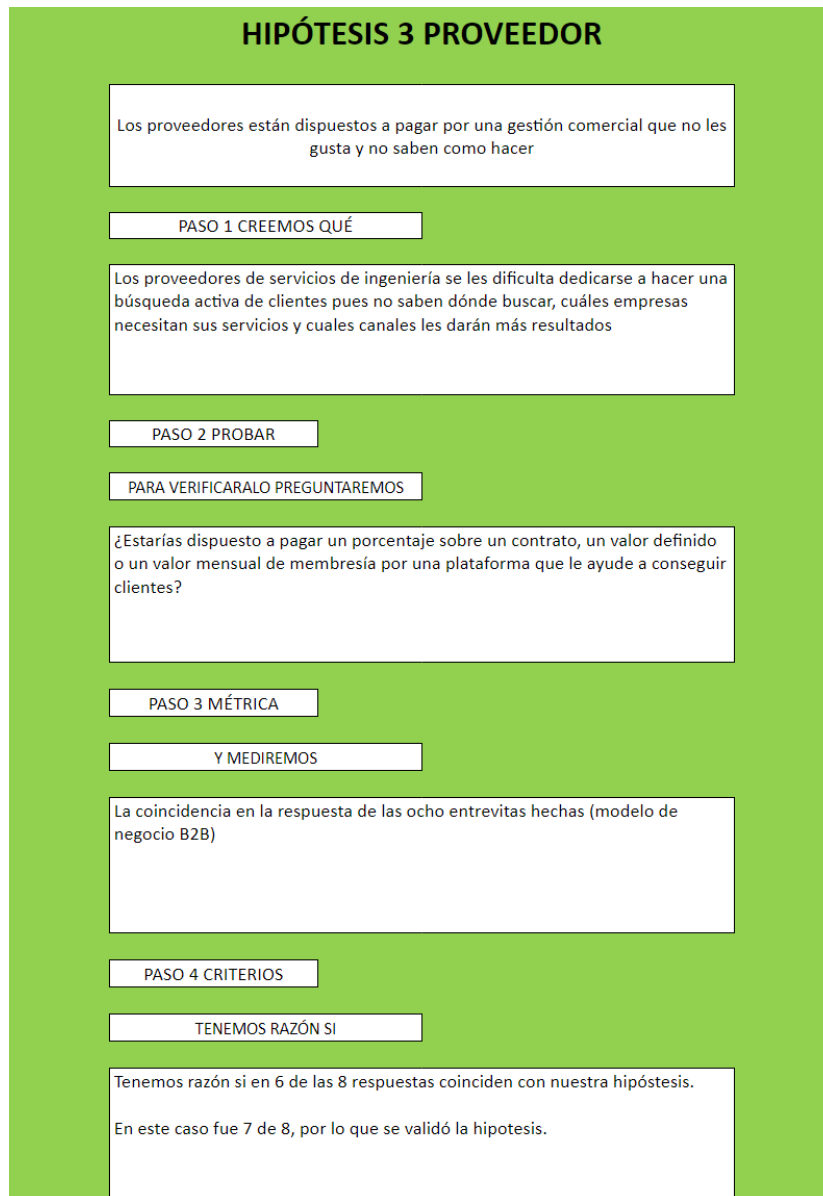 HIPÓTESIS 3 PROVEEDOR
Los proveedores están dispuestos a pagar por una gestión comercial que no les
gusta y no saben como hacer
PASO 1 CREEMOS QUÉ
Los proveedores de servicios de ingeniería se les dificulta dedicarse a hacer una
búsqueda activa de clientes pues no saben dónde buscar, cuáles empresas
necesitan sus servicios y cuales canales les darán más resultados
PASO 2 PROBAR
PARA VERIFICARALO PREGUNTAREMOS
¿Estarías dispuesto a pagar un porcentaje sobre un contrato, un valor definido
o un valor mensual de membresía por una plataforma que le ayude a conseguir
clientes?
PASO 3 MÉTRICA
Y MEDIREMOS
La coincidencia en la respuesta de las ocho entrevitas hechas (modelo de
negocio B2B)
PASO 4 CRITERIOS
TENEMOS RAZÓN SI
Tenemos razón si en 6 de las 8 respuestas coinciden con nuestra hipóstesis.
En este caso fue 7 de 8, por lo que se validó la hipotesis.